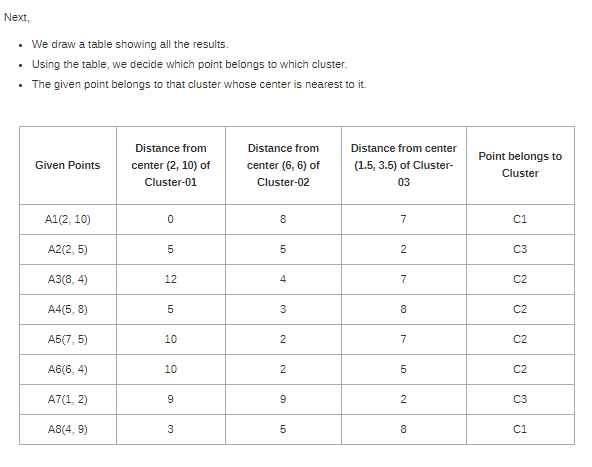 Next,
• We draw a table showing all the results.
• Using the table, we decide which point belongs to which cluster.
• The given point belongs to that cluster whose center is nearest to it.
Given Points | Distance from center (2, 10) of Cluster-01 | Distance from center (6, 6) of Cluster-02 | Distance from center (1.5, 3.5) of Cluster-03 | Point belongs to Cluster
A1(2, 10) | 0 | 8 | 7 | C1
A2(2, 5) | 5 | 5 | 2 | C3
A3(8, 4) | 12 | 4 | 7 | C2
A4(5, 8) | 5 | 3 | 8 | C2
A5(7, 5) | 10 | 2 | 7 | C2
A6(6, 4) | 10 | 2 | 5 | C2
A7(1, 2) | 9 | 9 | 2 | C3
A8(4, 9) | 3 | 5 | 8 | C1